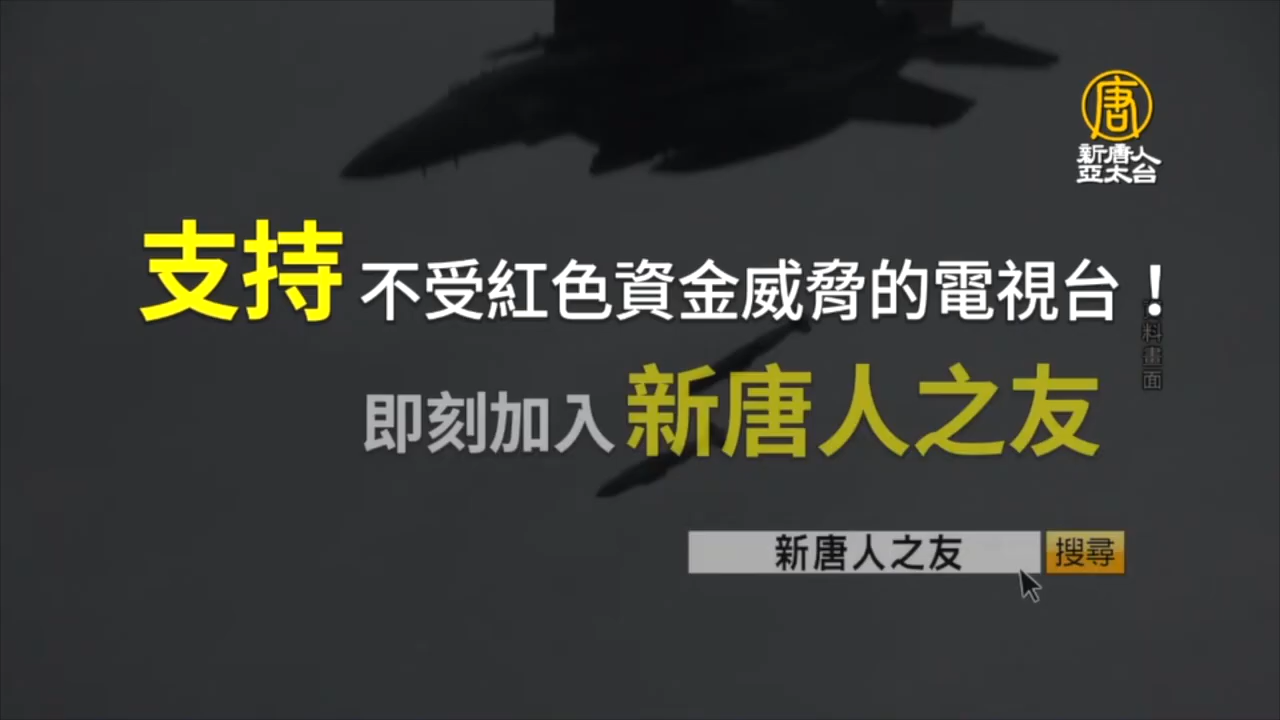 唐
新唐人
亞太台
支持 不受紅色資金威脅的電視台！
料畫面
即刻加入 新唐人之友
新唐人之友 搜尋